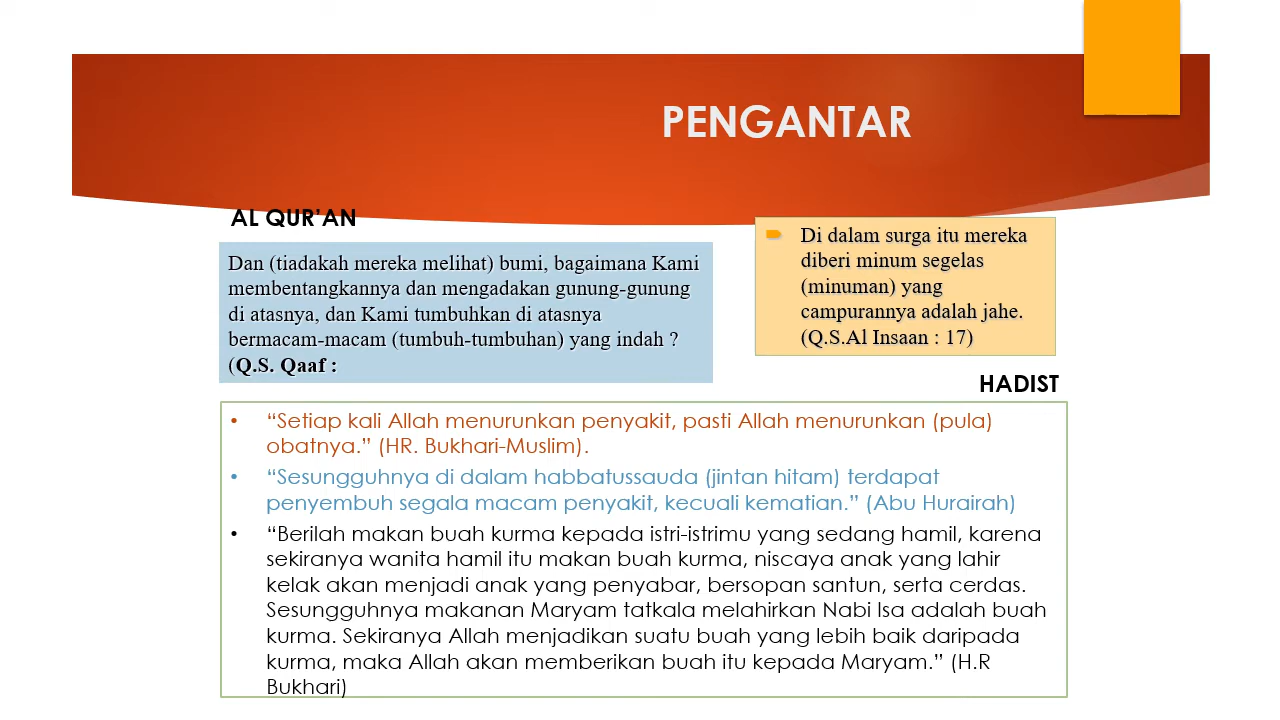 PENGANTAR
AL QUR’AN
Dan (tiadakah mereka melihat) bumi, bagaimana Kami
membentangkannya dan mengadakan gunung-gunung
di atasnya, dan Kami tumbuhkan di atasnya
bermacam-macam (tumbuh-tumbuhan) yang indah ?
(Q.S. Qaaf :
Di dalam surga itu mereka
diberi minum segelas
(minuman) yang
campurannya adalah jahe.
(Q.S.Al Insaan : 17)
HADIST
• “Setiap kali Allah menurunkan penyakit, pasti Allah menurunkan (pula)
obatnya.” (HR. Bukhari-Muslim).
• “Sesungguhnya di dalam habbatussauda (jintan hitam) terdapat
penyembuh segala macam penyakit, kecuali kematian.” (Abu Hurairah)
• “Berilah makan buah kurma kepada istri-istrimu yang sedang hamil, karena
sekiranya wanita hamil itu makan buah kurma, niscaya anak yang lahir
kelak akan menjadi anak yang penyabar, bersopan santun, serta cerdas.
Sesungguhnya makanan Maryam tatkala melahirkan Nabi Isa adalah buah
kurma. Sekiranya Allah menjadikan suatu buah yang lebih baik daripada
kurma, maka Allah akan memberikan buah itu kepada Maryam.” (H.R
Bukhari)